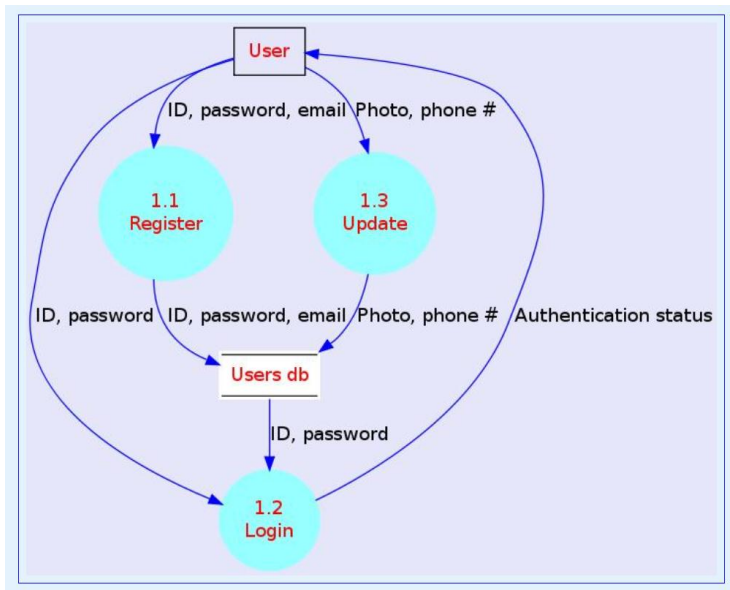 User
ID, password, email
Photo, phone #
1.1
Register
1.3
Update
ID, password
ID, password, email
Photo, phone #
Authentication status
Users db
ID, password
1.2
Login